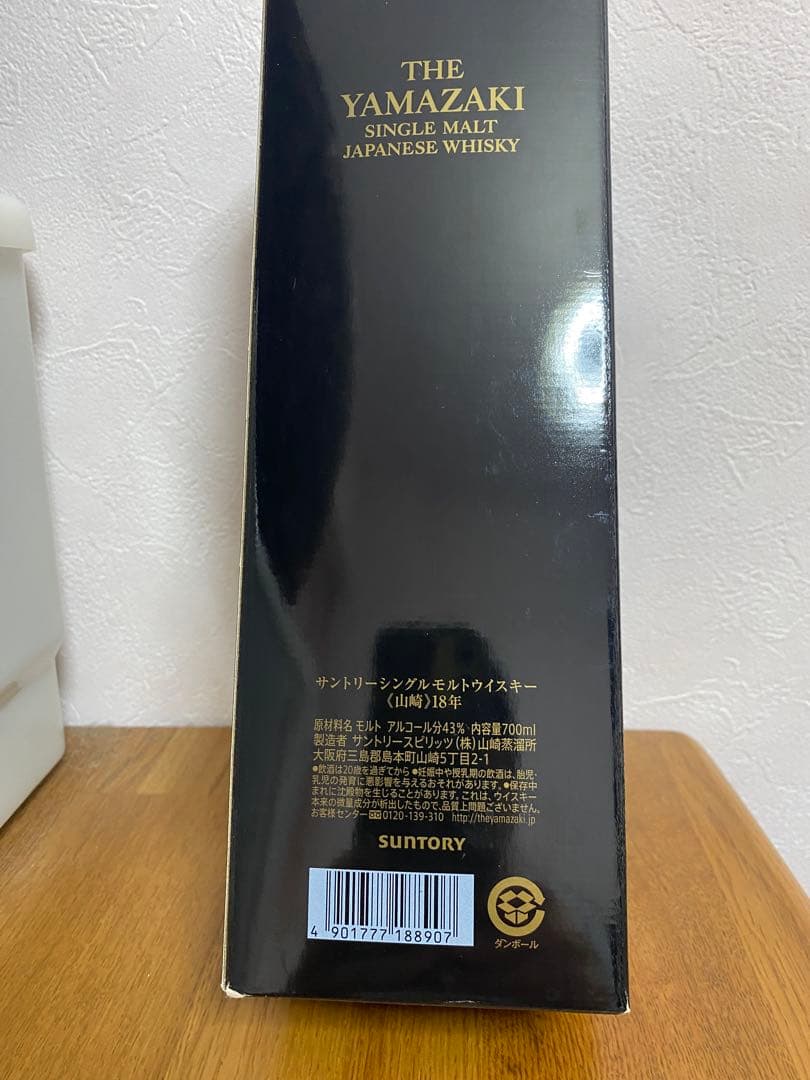 THE
YAMAZAKI
SINGLE MALT
JAPANESE WHISKY
サントリーシングルモルトウイスキー
《山崎》18年
原材料名 モルト アルコール分43% 内容量700ml
製造者 サントリースピリッツ(株)山崎蒸溜所
大阪府三島郡島本町山崎5丁目2-1
●飲酒は20歳を過ぎてから ●妊娠中や授乳期の飲酒は、胎児・
乳児の発育に悪影響を与えるおそれがあります。●保存中
まれに沈殿物を生じることがあります。これは、ウイスキー
本来の微量成分が析出したもので、品質上問題ございません。
お客様センター 0120-139-310 http://theyamazaki.jp
SUNTORY
4 901777 188907
ダンボール